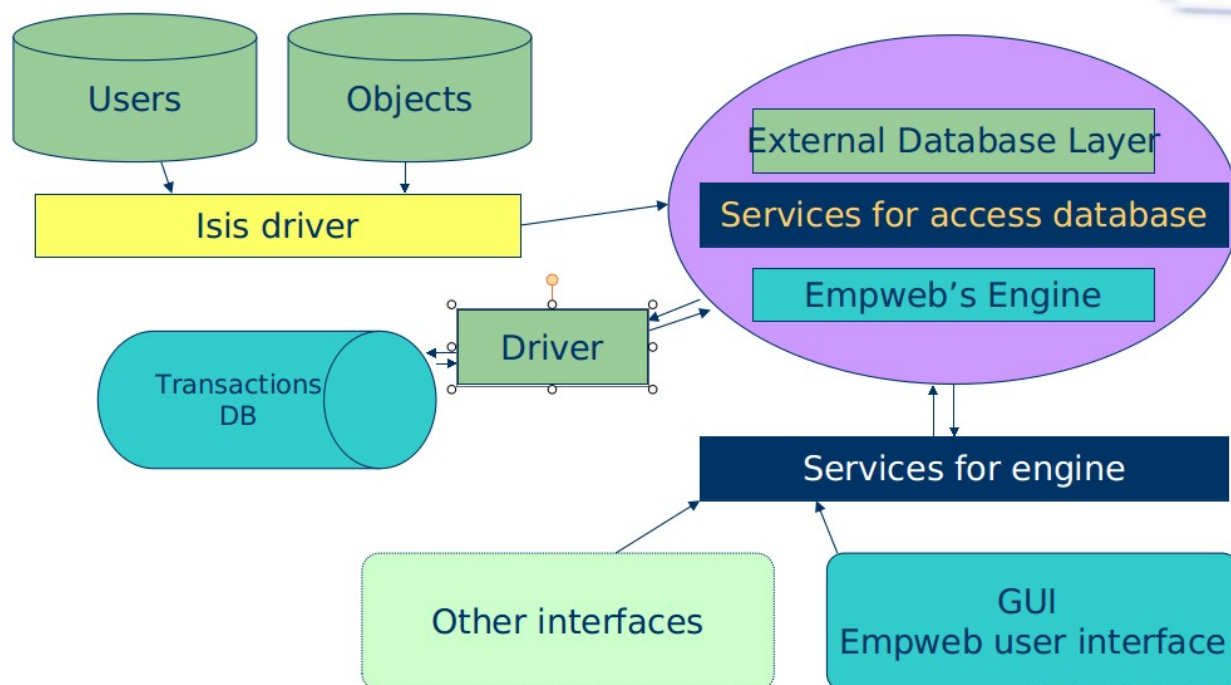 Users
Objects
External Database Layer
Services for access database
Isis driver
Empweb’s Engine
Driver
Transactions
DB
Services for engine
Other interfaces
GUI
Empweb user interface